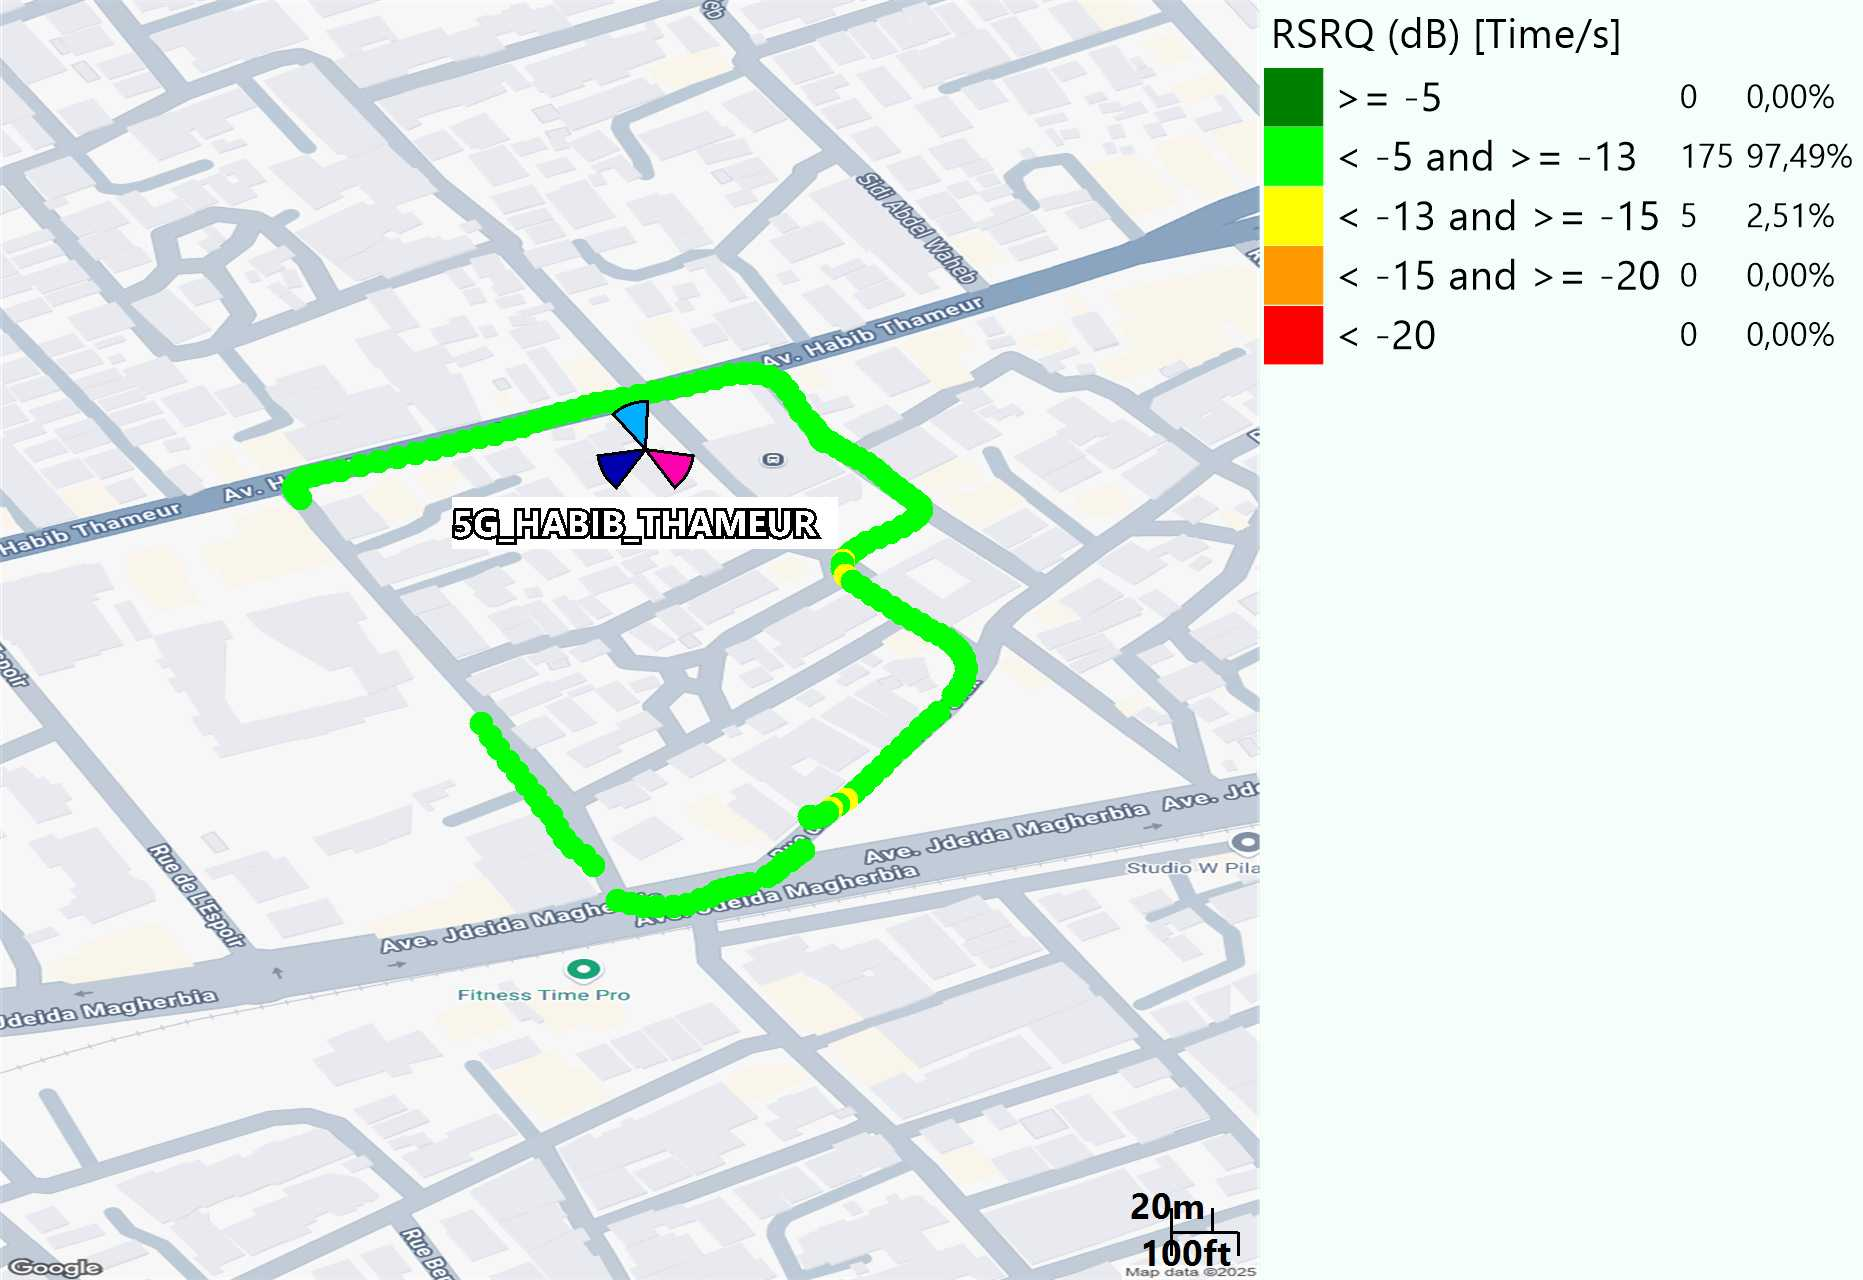 RSRQ (dB) [Time/s]
>= -5 0 0,00%
< -5 and >= -13 175 97,49%
< -13 and >= -15 5 2,51%
< -15 and >= -20 0 0,00%
< -20 0 0,00%
Sidi Abdel Waheb
Av. Habib Thameur
Av. H
Habib Thameur
5G_HABIB_THAMEUR
Rue de L'Espoir
Ave. Jdeida Magherbia
Ave. Jd
Studio W Pila
Ave. Jdeida Magherbia
Ave. Jdeida Magherbia
Jdeida Magherbia
Fitness Time Pro
Rue Be
20m
100ft
Google
Map data ©2025